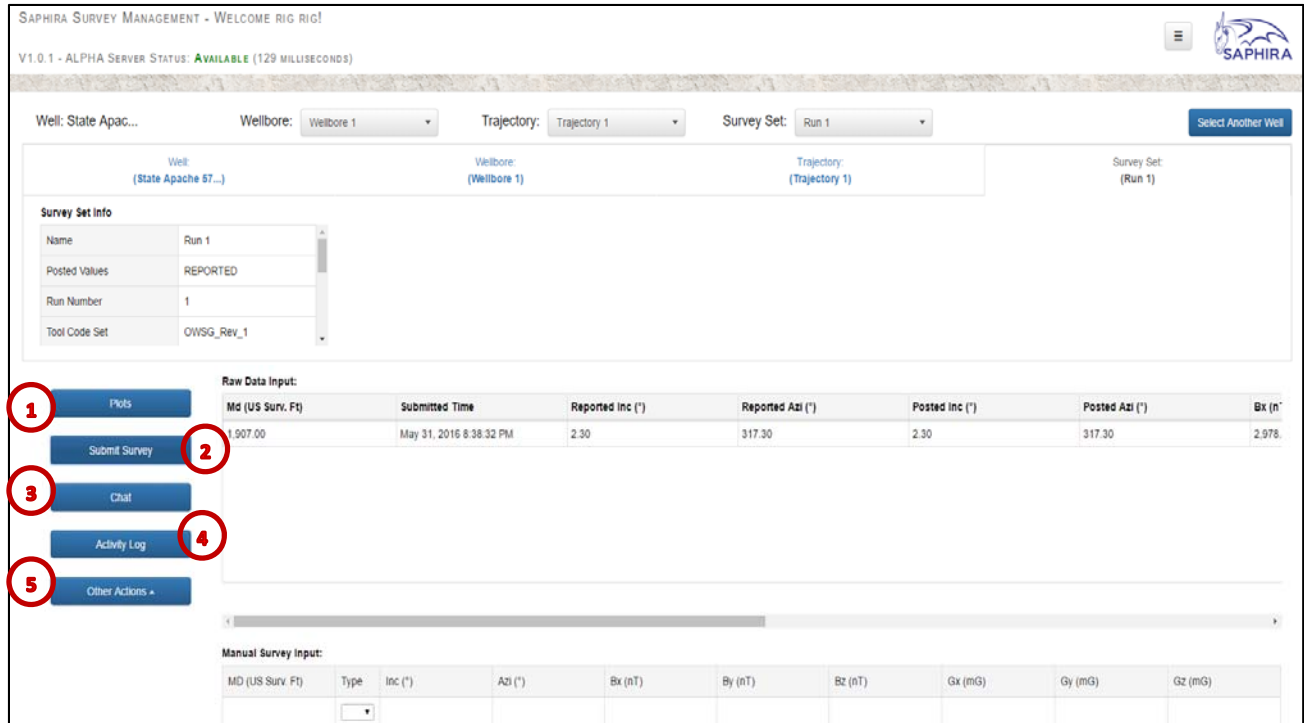 SAPHIRA SURVEY MANAGEMENT - WELCOME RIG RIG!
SAPHIRA
V1.0.1 - ALPHA SERVER STATUS: AVAILABLE (129 MILLISECONDS)
Well: State Apac... Wellbore: Wellbore 1 Trajectory: Trajectory 1 Survey Set: Run 1 Select Another Well
Well: Wellbore: Trajectory: Survey Set:
(State Apache 57...) (Wellbore 1) (Trajectory 1) (Run 1)
Survey Set Info
Name Run 1
Posted Values REPORTED
Run Number 1
Tool Code Set OWSG_Rev_1
Raw Data Input:
1 Plots
Md (US Surv. Ft) Submitted Time Reported Inc (°) Reported Azi (°) Posted Inc (°) Posted Azi (°) Bx (n
1,907.00 May 31, 2016 8:38:32 PM 2.30 317.30 2.30 317.30 2,978.
Submit Survey 2
3 Chat
Activity Log 4
5 Other Actions
Manual Survey Input:
MD (US Surv. Ft) Type Inc (°) Azi (°) Bx (nT) By (nT) Bz (nT) Gx (mG) Gy (mG) Gz (mG)